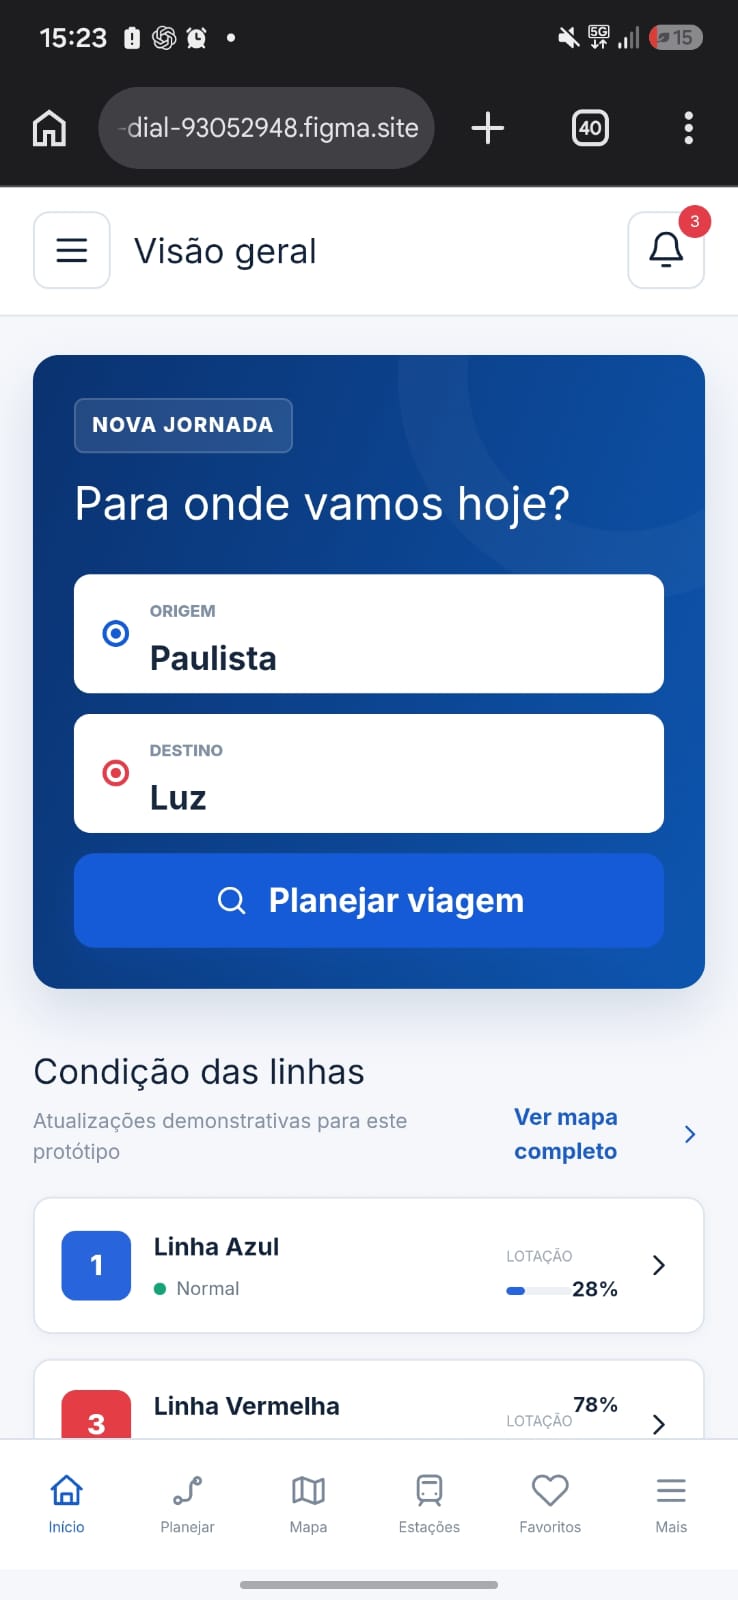 15:23
5G
15
-dial-93052948.figma.site
40
Visão geral
3
NOVA JORNADA
Para onde vamos hoje?
ORIGEM
Paulista
DESTINO
Luz
Planejar viagem
Condição das linhas
Atualizações demonstrativas para este
protótipo
Ver mapa
completo
1
Linha Azul
Normal
LOTAÇÃO
28%
3
Linha Vermelha
LOTAÇÃO
78%
Início
Planejar
Mapa
Estações
Favoritos
Mais